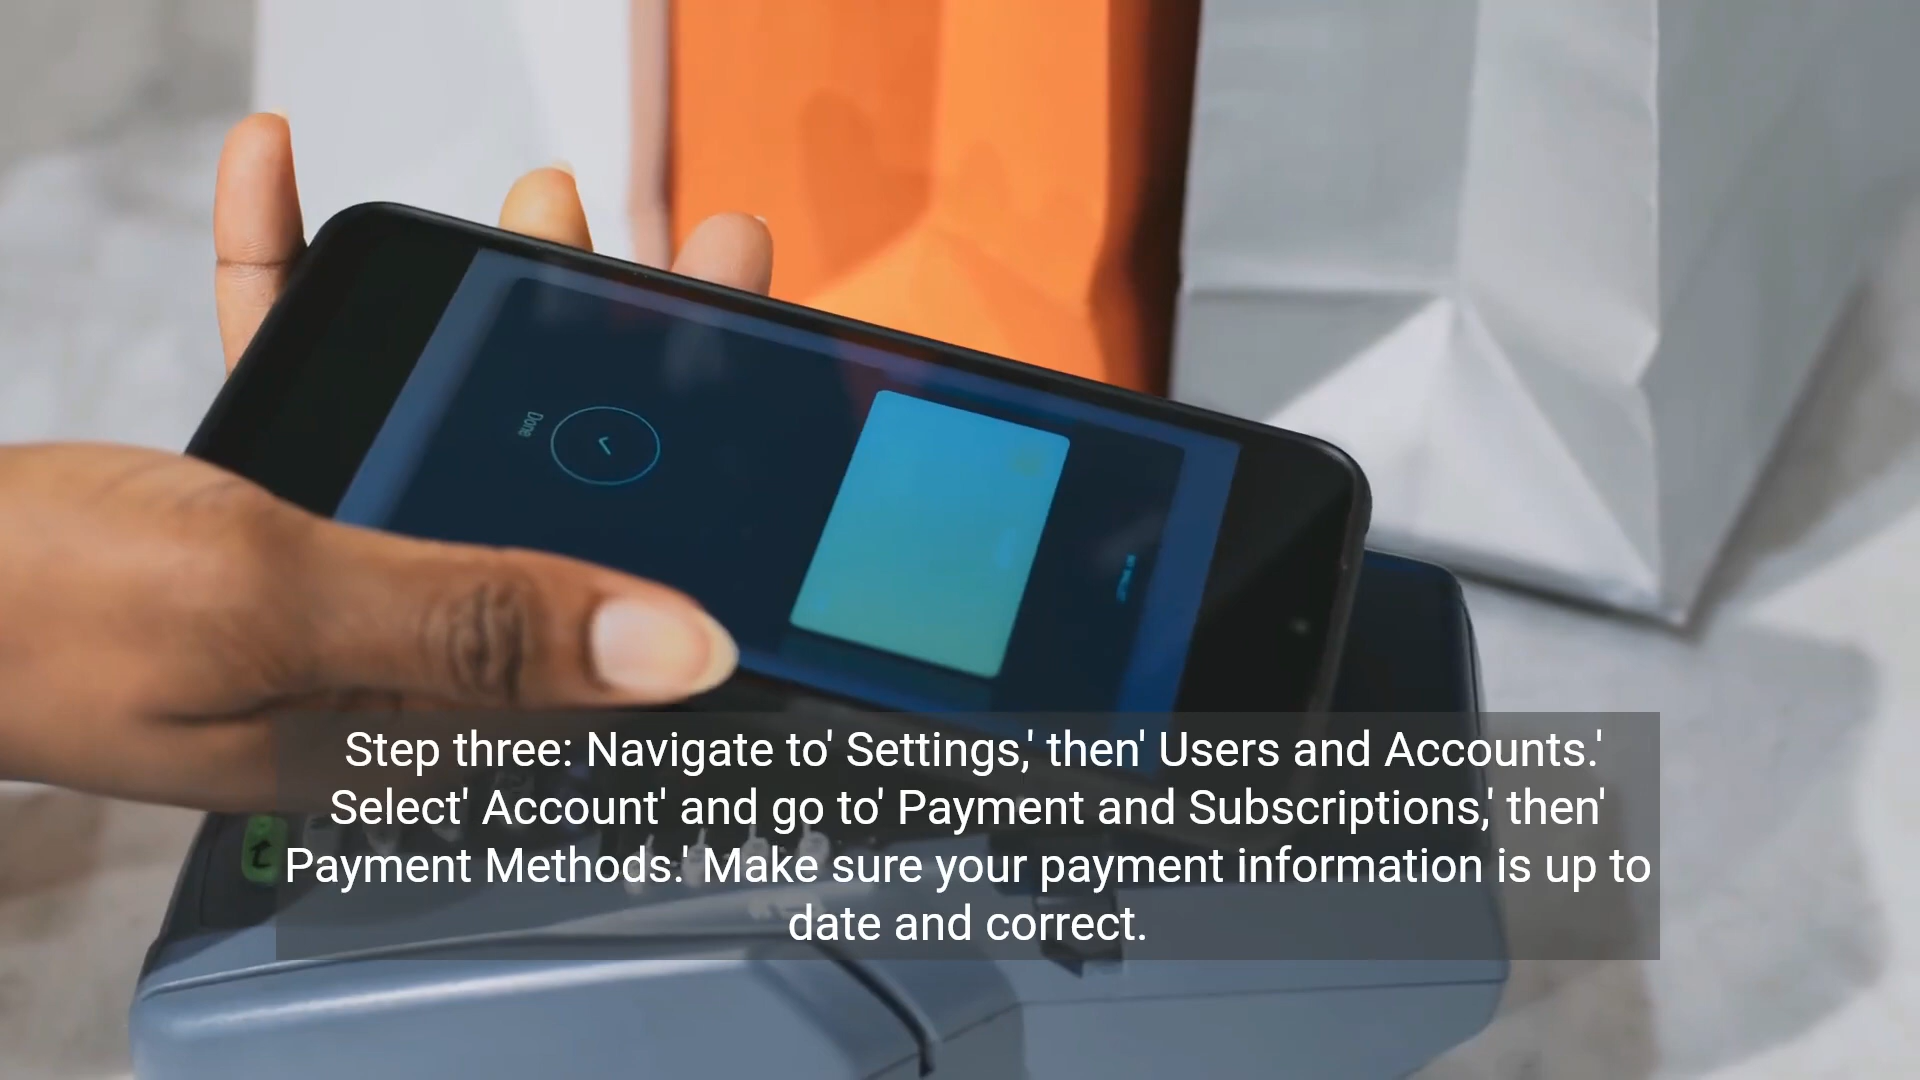 Done
Step three: Navigate to' Settings,' then' Users and Accounts.'
Select' Account' and go to' Payment and Subscriptions,' then'
Payment Methods.' Make sure your payment information is up to
date and correct.